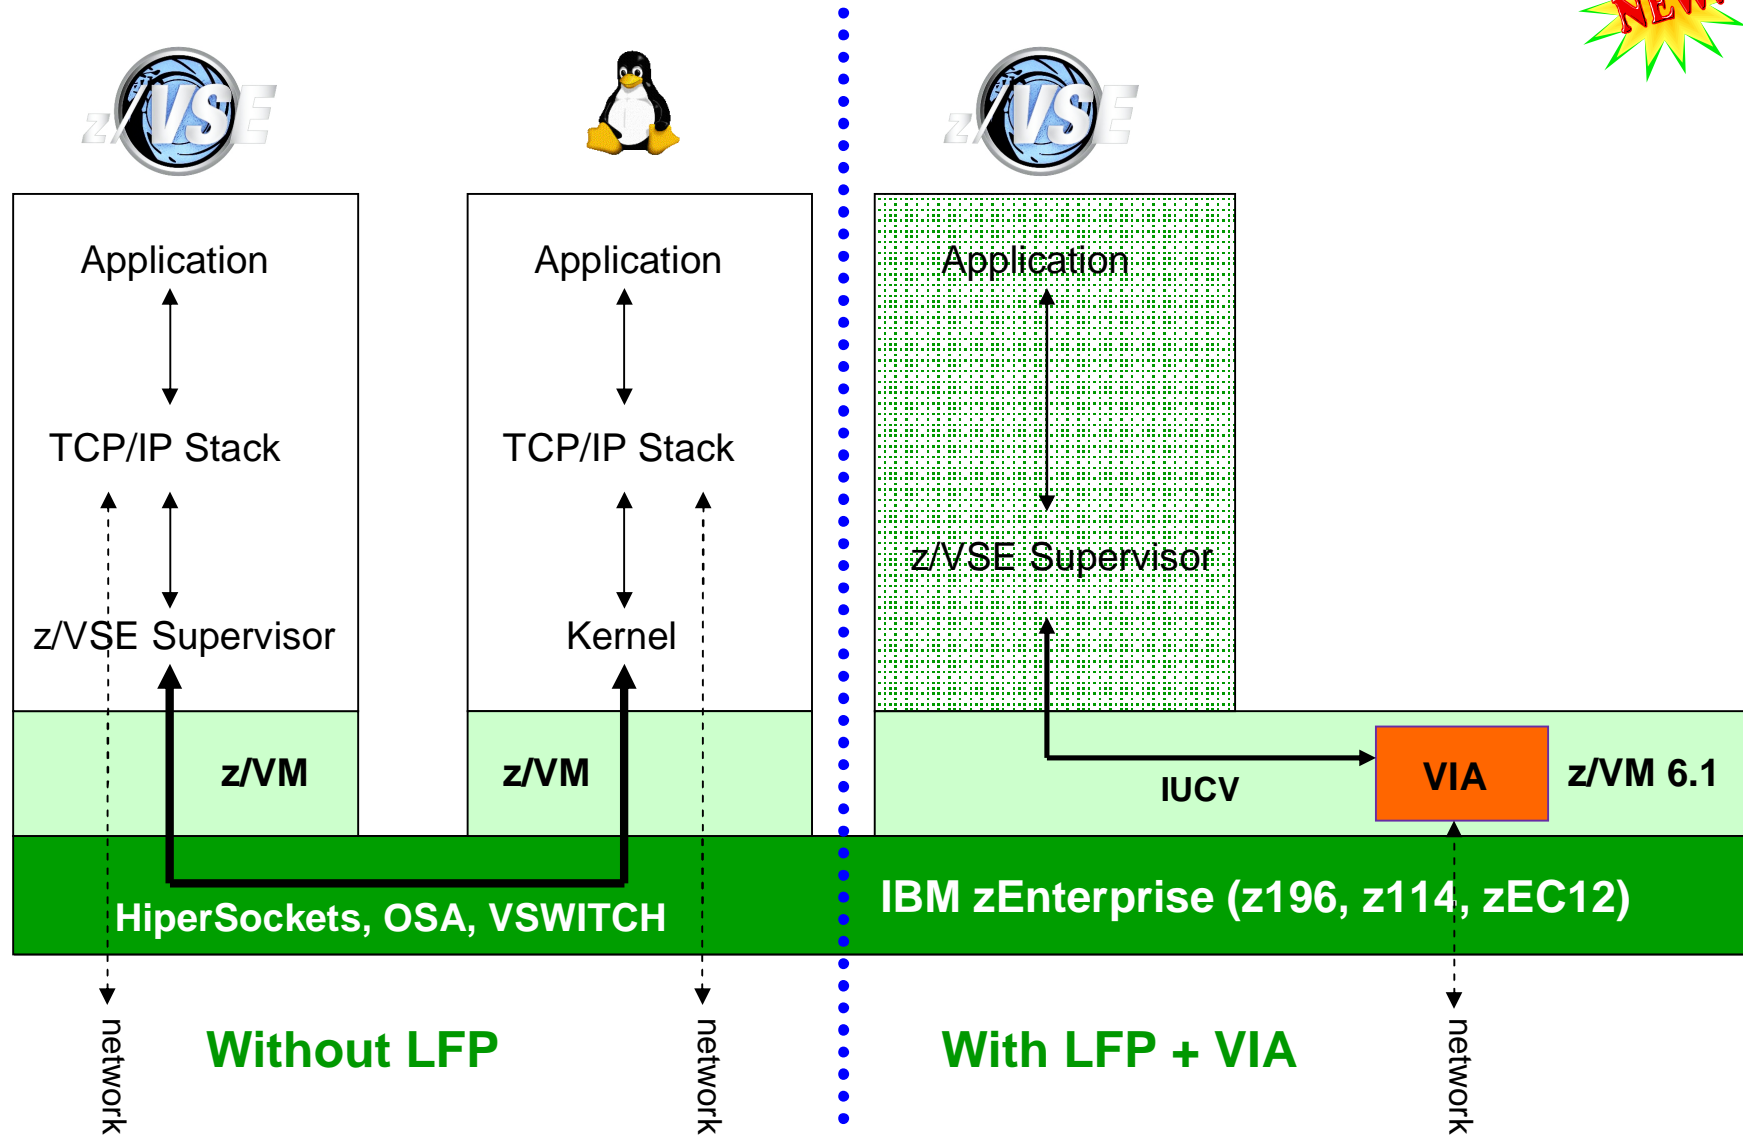 NEW!
z/VSE
z/VSE
Application
Application
Application
TCP/IP Stack
TCP/IP Stack
z/VSE Supervisor
z/VSE Supervisor
Kernel
z/VM
z/VM
IUCV
VIA
z/VM 6.1
HiperSockets, OSA, VSWITCH
IBM zEnterprise (z196, z114, zEC12)
network
Without LFP
network
With LFP + VIA
network